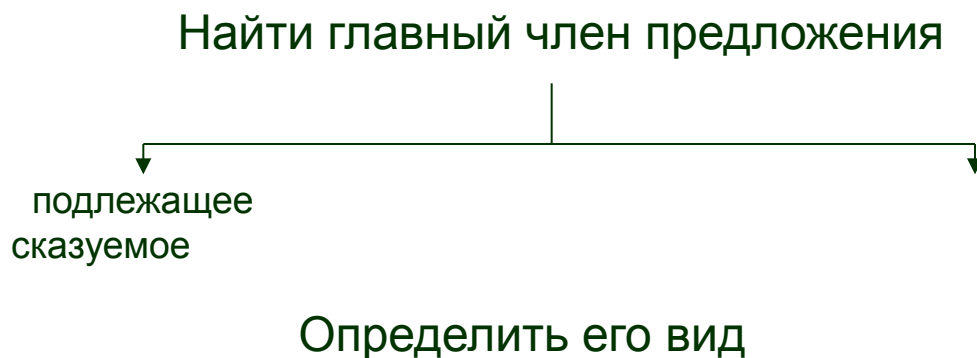 Найти главный член предложения
подлежащее
сказуемое
Определить его вид